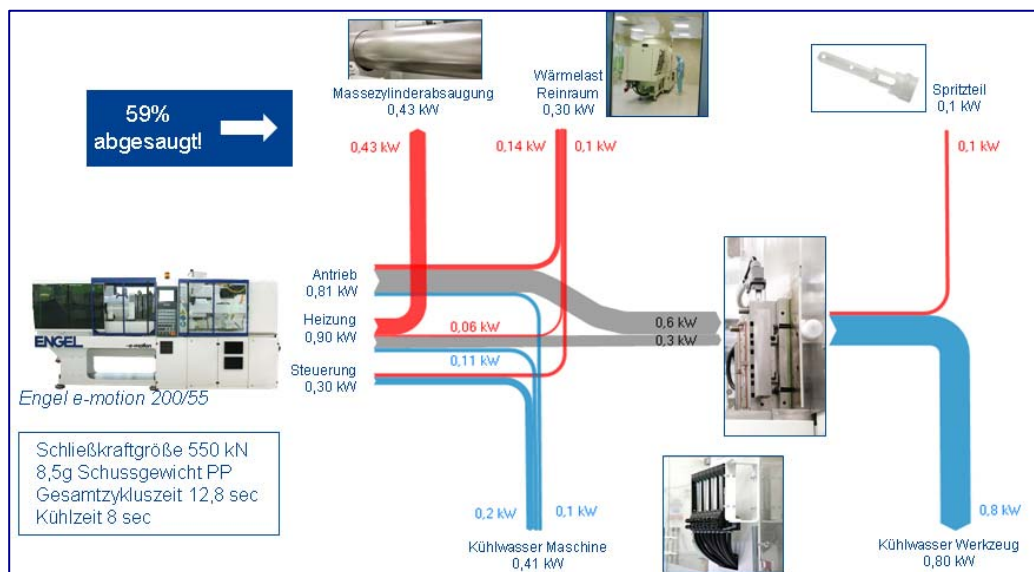 59%
abgesaugt!
Massezylinderabsaugung
0,43 kW
Wärmelast
Reinraum
0,30 kW
Spritzteil
0,1 kW
0,43 kW
0,14 kW
0,1 kW
0,1 kW
Antrieb
0,81 kW
Heizung
0,90 kW
0,06 kW
0,6 kW
0,3 kW
0,11 kW
Steuerung
0,30 kW
ENGEL
e-motion
Engel e-motion 200/55
Schließkraftgröße 550 kN
8,5g Schussgewicht PP
Gesamtzykluszeit 12,8 sec
Kühlzeit 8 sec
0,2 kW
0,1 kW
0,8 kW
Kühlwasser Maschine
0,41 kW
Kühlwasser Werkzeug
0,80 kW